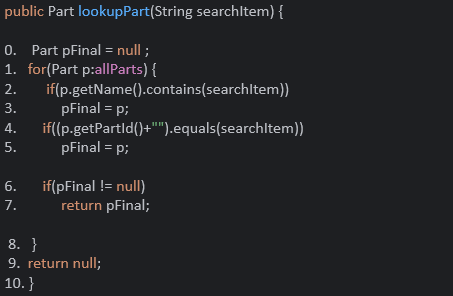 public Part lookupPart(String searchItem) {
0. Part pFinal = null ;
1. for(Part p:allParts) {
2. if(p.getName().contains(searchItem))
3. pFinal = p;
4. if((p.getPartId()+"").equals(searchItem))
5. pFinal = p;
6. if(pFinal != null)
7. return pFinal;
8. }
9. return null;
10. }